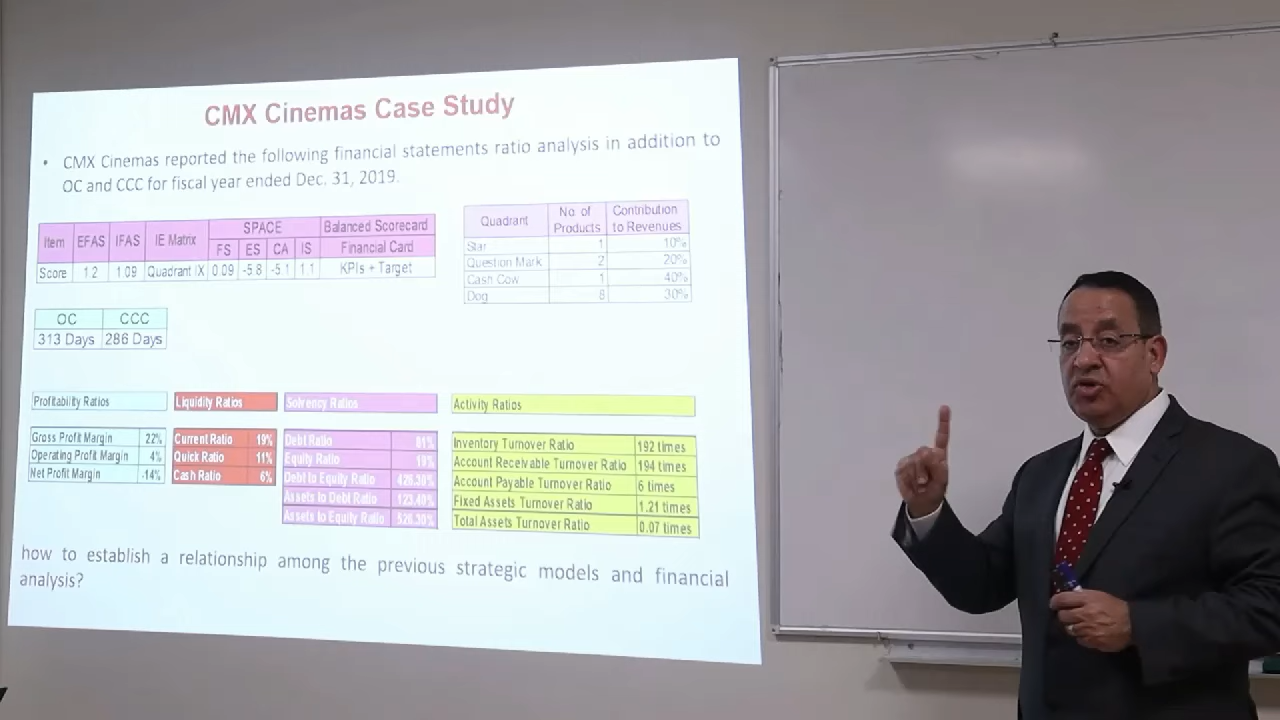 CMX Cinemas Case Study
• CMX Cinemas reported the following financial statements ratio analysis in addition to
OC and CCC for fiscal year ended Dec. 31, 2019.
Item EFAS IFAS IE Matrix SPACE Balanced Scorecard
FS ES CA IS Financial Card
Score 1.2 1.09 Quadrant IX 0.09 -5.8 -5.1 1.1 KPIs + Target
Quadrant No. of Products Contribution to Revenues
Star 1 10%
Question Mark 2 20%
Cash Cow 1 40%
Dog 8 30%
OC CCC
313 Days 286 Days
Profitability Ratios
Gross Profit Margin 22%
Operating Profit Margin 4%
Net Profit Margin -14%
Liquidity Ratios
Current Ratio 19%
Quick Ratio 11%
Cash Ratio 6%
Solvency Ratios
Debt Ratio 81%
Equity Ratio 19%
Debt to Equity Ratio 426.30%
Assets to Debt Ratio 123.40%
Assets to Equity Ratio 526.30%
Activity Ratios
Inventory Turnover Ratio 192 times
Account Receivable Turnover Ratio 194 times
Account Payable Turnover Ratio 6 times
Fixed Assets Turnover Ratio 1.21 times
Total Assets Turnover Ratio 0.07 times
how to establish a relationship among the previous strategic models and financial
analysis?